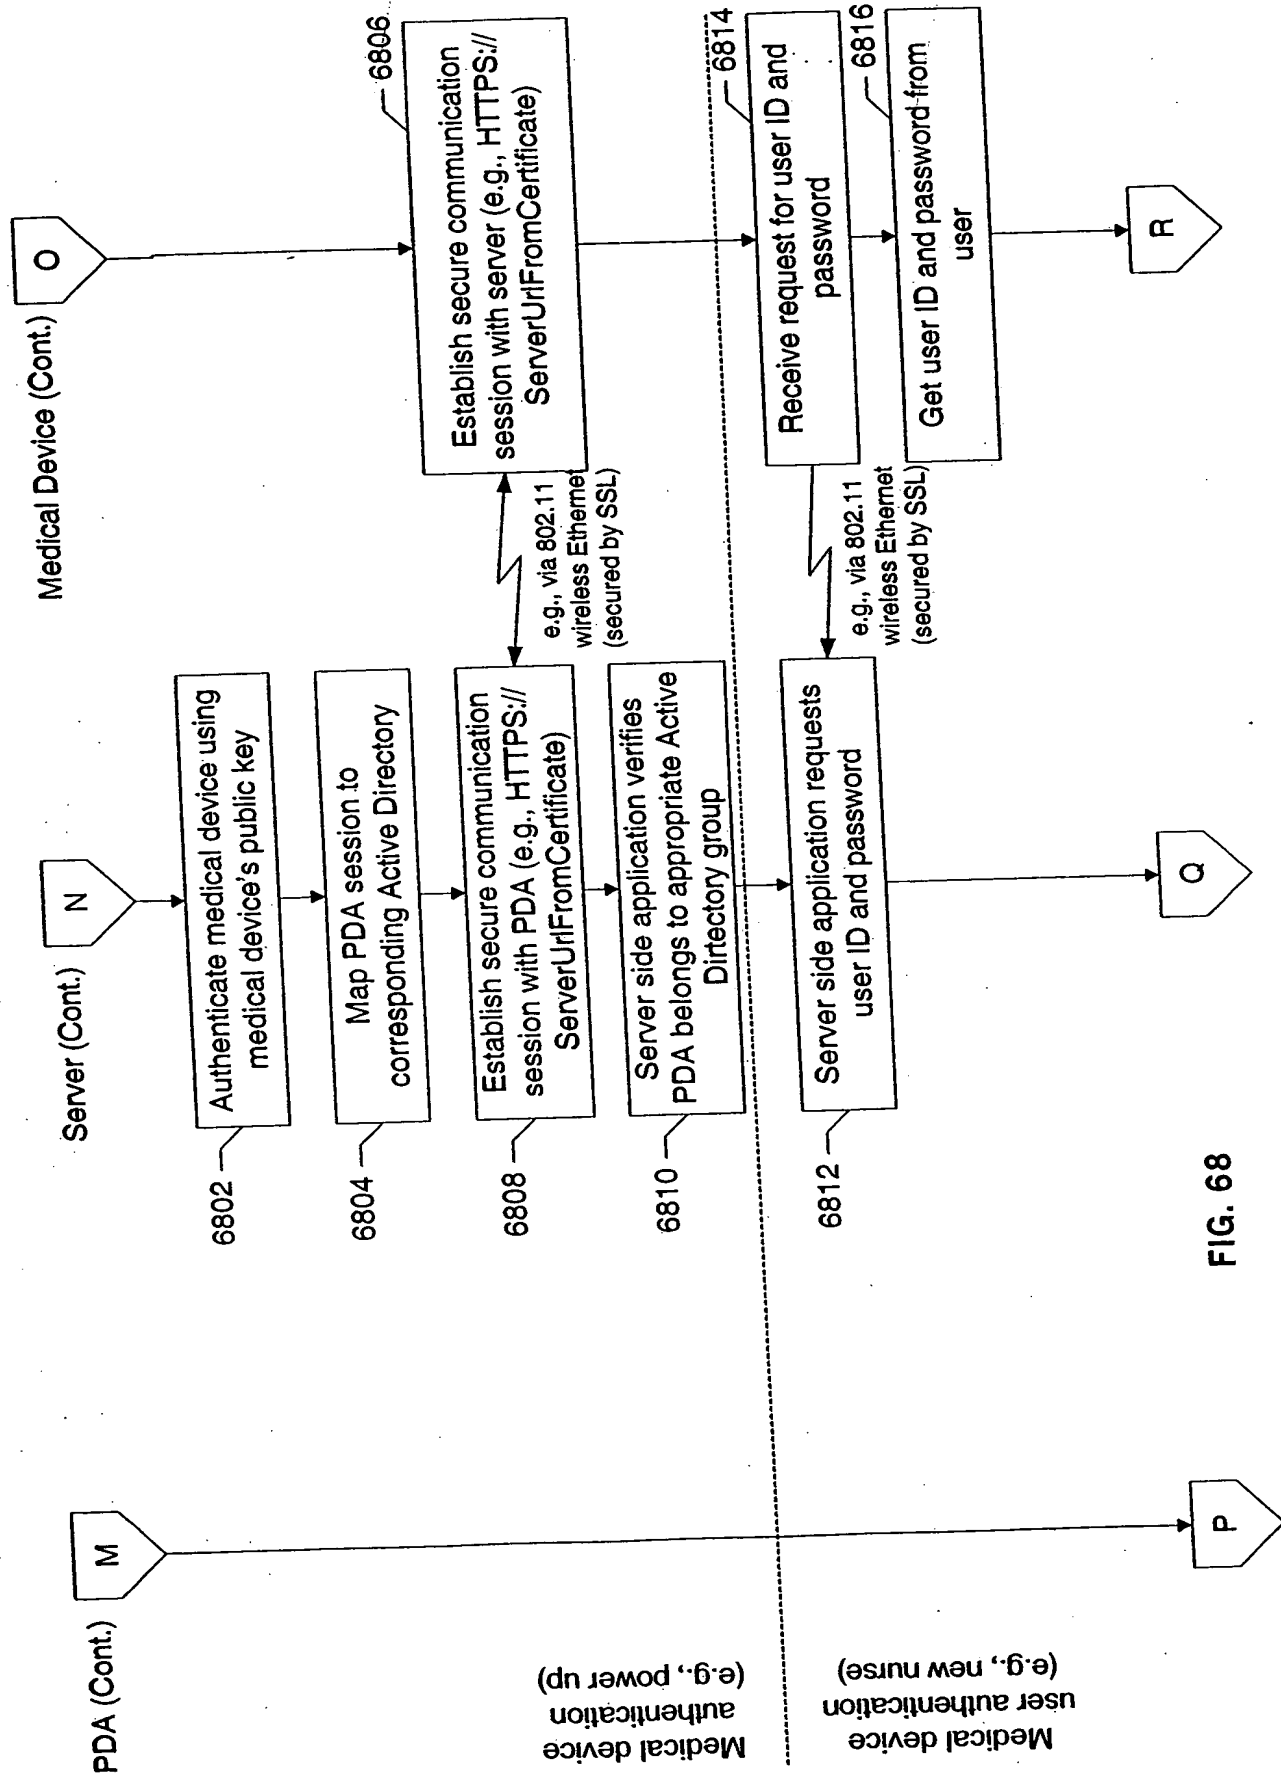 PDA (Cont.)
M
Server (Cont.)
N
Medical Device (Cont.)
O
6802
Authenticate medical device using
medical device's public key
6804
Map PDA session to
corresponding Active Directory
6806
Establish secure communication
session with server (e.g., HTTPS://
ServerUrlFromCertificate)
6808
Establish secure communication
session with PDA (e.g., HTTPS://
ServerUrlFromCertificate)
e.g., via 802.11
wireless Ethernet
(secured by SSL)
6810
Server side application verifies
PDA belongs to appropriate Active
Dirtectory group
Medical device
authentication
(e.g., power up)
Medical device
user authentication
(e.g., new nurse)
6812
Server side application requests
user ID and password
6814
Receive request for user ID and
password
e.g., via 802.11
wireless Ethernet
(secured by SSL)
6816
Get user ID and password from
user
P
Q
R
FIG. 68